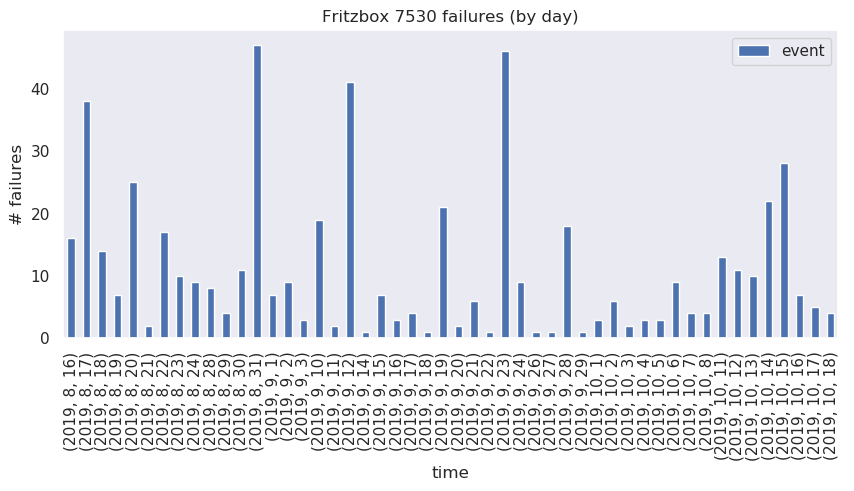 Fritzbox 7530 failures (by day)
event
# failures
40
30
20
10
0
(2019, 8, 16)
(2019, 8, 17)
(2019, 8, 18)
(2019, 8, 19)
(2019, 8, 20)
(2019, 8, 21)
(2019, 8, 22)
(2019, 8, 23)
(2019, 8, 24)
(2019, 8, 28)
(2019, 8, 29)
(2019, 8, 30)
(2019, 8, 31)
(2019, 9, 1)
(2019, 9, 2)
(2019, 9, 3)
(2019, 9, 10)
(2019, 9, 11)
(2019, 9, 12)
(2019, 9, 14)
(2019, 9, 15)
(2019, 9, 16)
(2019, 9, 17)
(2019, 9, 18)
(2019, 9, 19)
(2019, 9, 20)
(2019, 9, 21)
(2019, 9, 22)
(2019, 9, 23)
(2019, 9, 24)
(2019, 9, 26)
(2019, 9, 27)
(2019, 9, 28)
(2019, 9, 29)
(2019, 10, 1)
(2019, 10, 2)
(2019, 10, 3)
(2019, 10, 4)
(2019, 10, 5)
(2019, 10, 6)
(2019, 10, 7)
(2019, 10, 8)
(2019, 10, 11)
(2019, 10, 12)
(2019, 10, 13)
(2019, 10, 14)
(2019, 10, 15)
(2019, 10, 16)
(2019, 10, 17)
(2019, 10, 18)
time